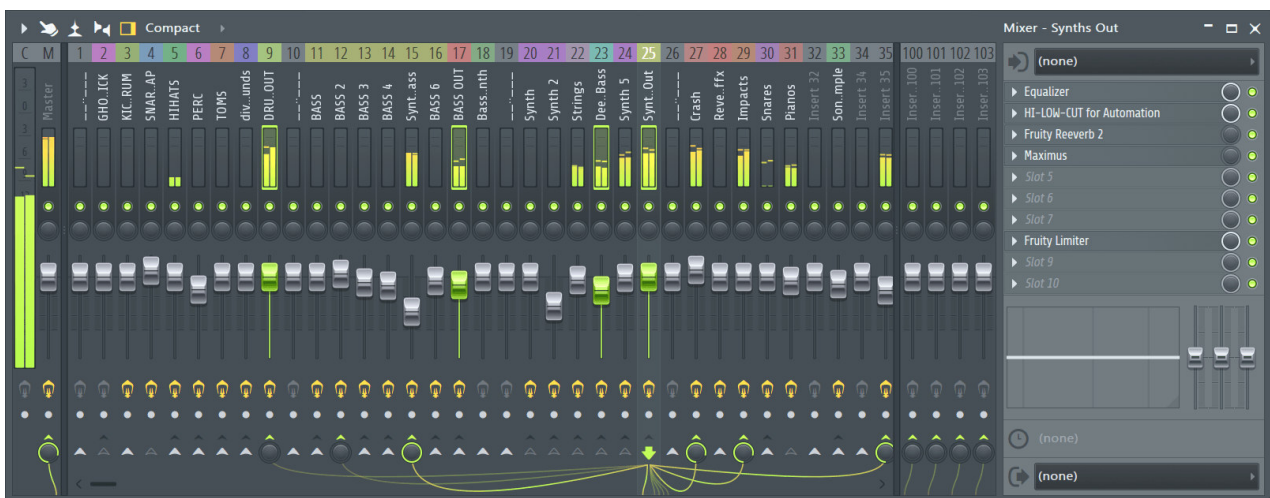 Compact
Mixer - Synths Out
C M 1 2 3 4 5 6 7 8 9 10 11 12 13 14 15 16 17 18 19 20 21 22 23 24 25 26 27 28 29 30 31 32 33 34 35 100 101 102 103
Master
GHO..ICK
KIC..RUM
SNAR..AP
HIHATS
PERC
TOMS
div..unds
DRU..OUT
BASS
BASS 2
BASS 3
BASS 4
Synt..ass
BASS 6
BASS OUT
Bass..nth
Synth
Synth 2
Strings
Dee..Bass
Synth 5
Synt..Out
Crash
Reve..ffx
Impacts
Snares
Pianos
Insert 32
Son..mple
Insert 34
Insert 35
Inser..100
Inser..101
Inser..102
Inser..103
3
0
3
6
(none)
Equalizer
HI-LOW-CUT for Automation
Fruity Reeverb 2
Maximus
Slot 5
Slot 6
Slot 7
Fruity Limiter
Slot 9
Slot 10
(none)
(none)